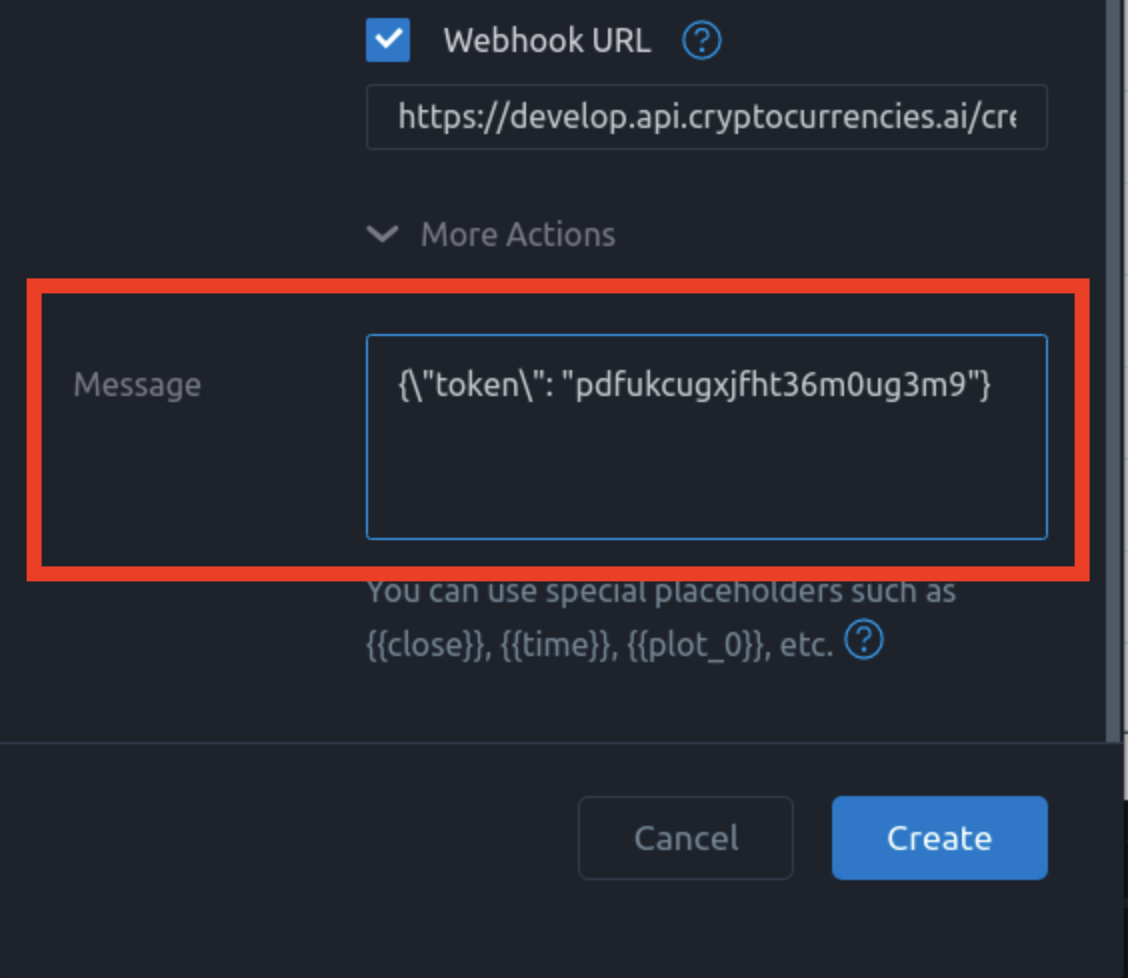 Webhook URL ?
https://develop.api.cryptocurrencies.ai/cre
More Actions
Message
{\"token\": "pdfukcugxjfht36m0ug3m9"}
You can use special placeholders such as
{{close}}, {{time}}, {{plot_0}}, etc. ?
Cancel
Create